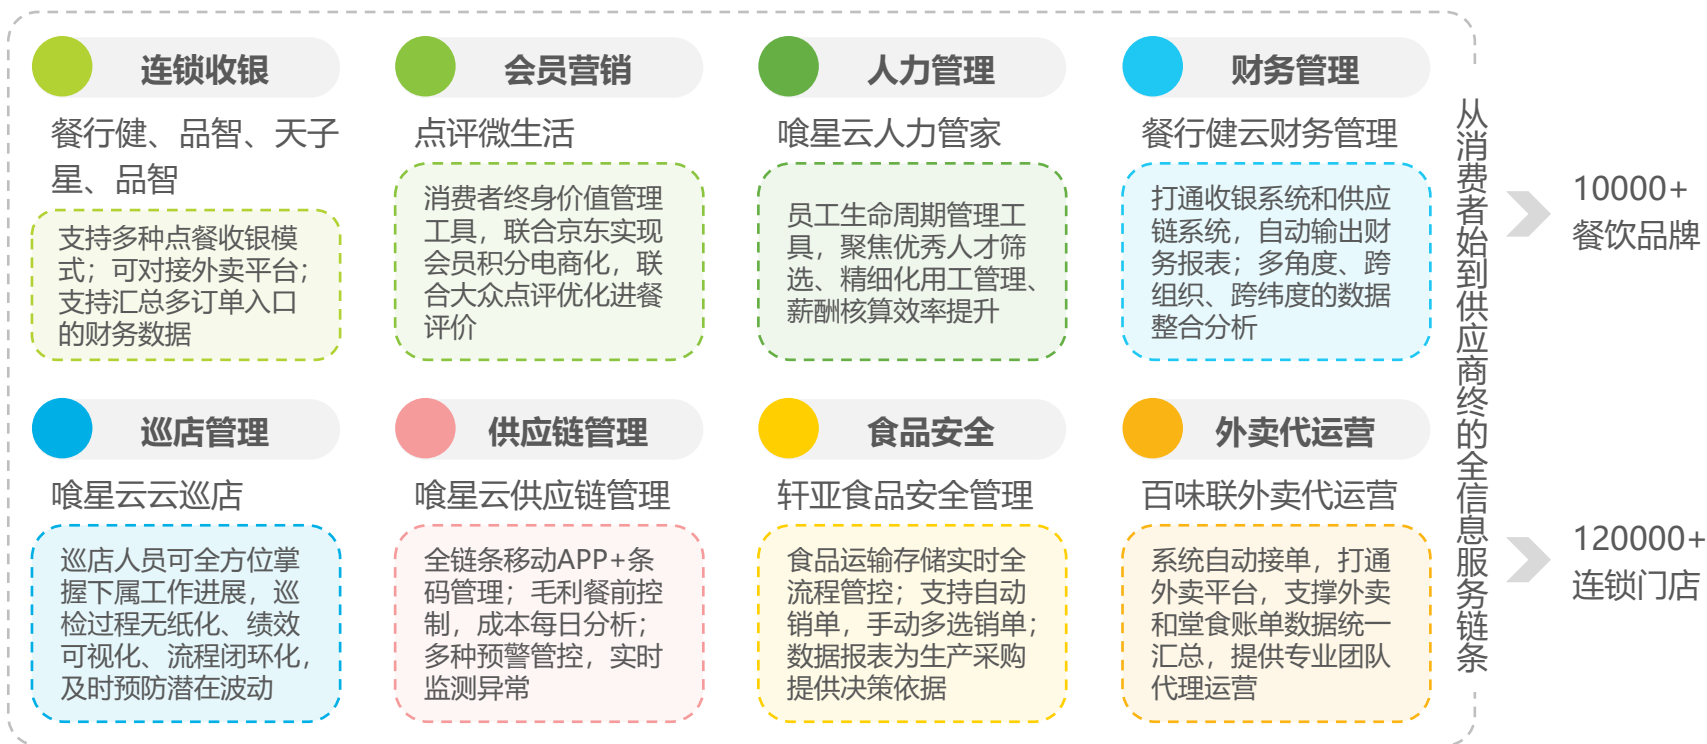 连锁收银
餐行健、品智、天子
星、品智
支持多种点餐收银模
式；可对接外卖平台；
支持汇总多订单入口
的财务数据
会员营销
点评微生活
消费者终身价值管理
工具，联合京东实现
会员积分电商化，联
合大众点评优化进餐
评价
人力管理
喰星云人力管家
员工生命周期管理工
具，聚焦优秀人才筛
选、精细化用工管理、
薪酬核算效率提升
财务管理
餐行健云财务管理
打通收银系统和供应
链系统，自动输出财
务报表；多角度、跨
组织、跨纬度的数据
整合分析
巡店管理
喰星云云巡店
巡店人员可全方位掌
握下属工作进展，巡
检过程无纸化、绩效
可视化、流程闭环化，
及时预防潜在波动
供应链管理
喰星云供应链管理
全链条移动APP+条
码管理；毛利餐前控
制，成本每日分析；
多种预警管控，实时
监测异常
食品安全
轩亚食品安全管理
食品运输存储实时全
流程管控；支持自动
销单，手动多选销单；
数据报表为生产采购
提供决策依据
外卖代运营
百味联外卖代运营
系统自动接单，打通
外卖平台，支撑外卖
和堂食账单数据统一
汇总，提供专业团队
代理运营
从消费者始到供应商终的全信息服务链条
10000+
餐饮品牌
120000+
连锁门店